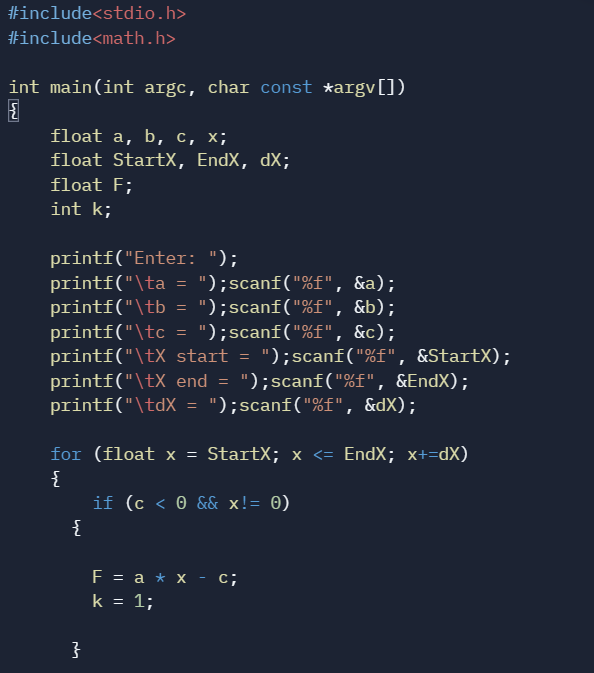 #include<stdio.h>
#include<math.h>
int main(int argc, char const *argv[])
{
float a, b, c, x;
float StartX, EndX, dX;
float F;
int k;
printf("Enter: ");
printf("\ta = ");scanf("%f", &a);
printf("\tb = ");scanf("%f", &b);
printf("\tc = ");scanf("%f", &c);
printf("\tX start = ");scanf("%f", &StartX);
printf("\tX end = ");scanf("%f", &EndX);
printf("\tdX = ");scanf("%f", &dX);
for (float x = StartX; x <= EndX; x+=dX)
{
if (c < 0 && x!= 0)
{
F = a * x - c;
k = 1;
}